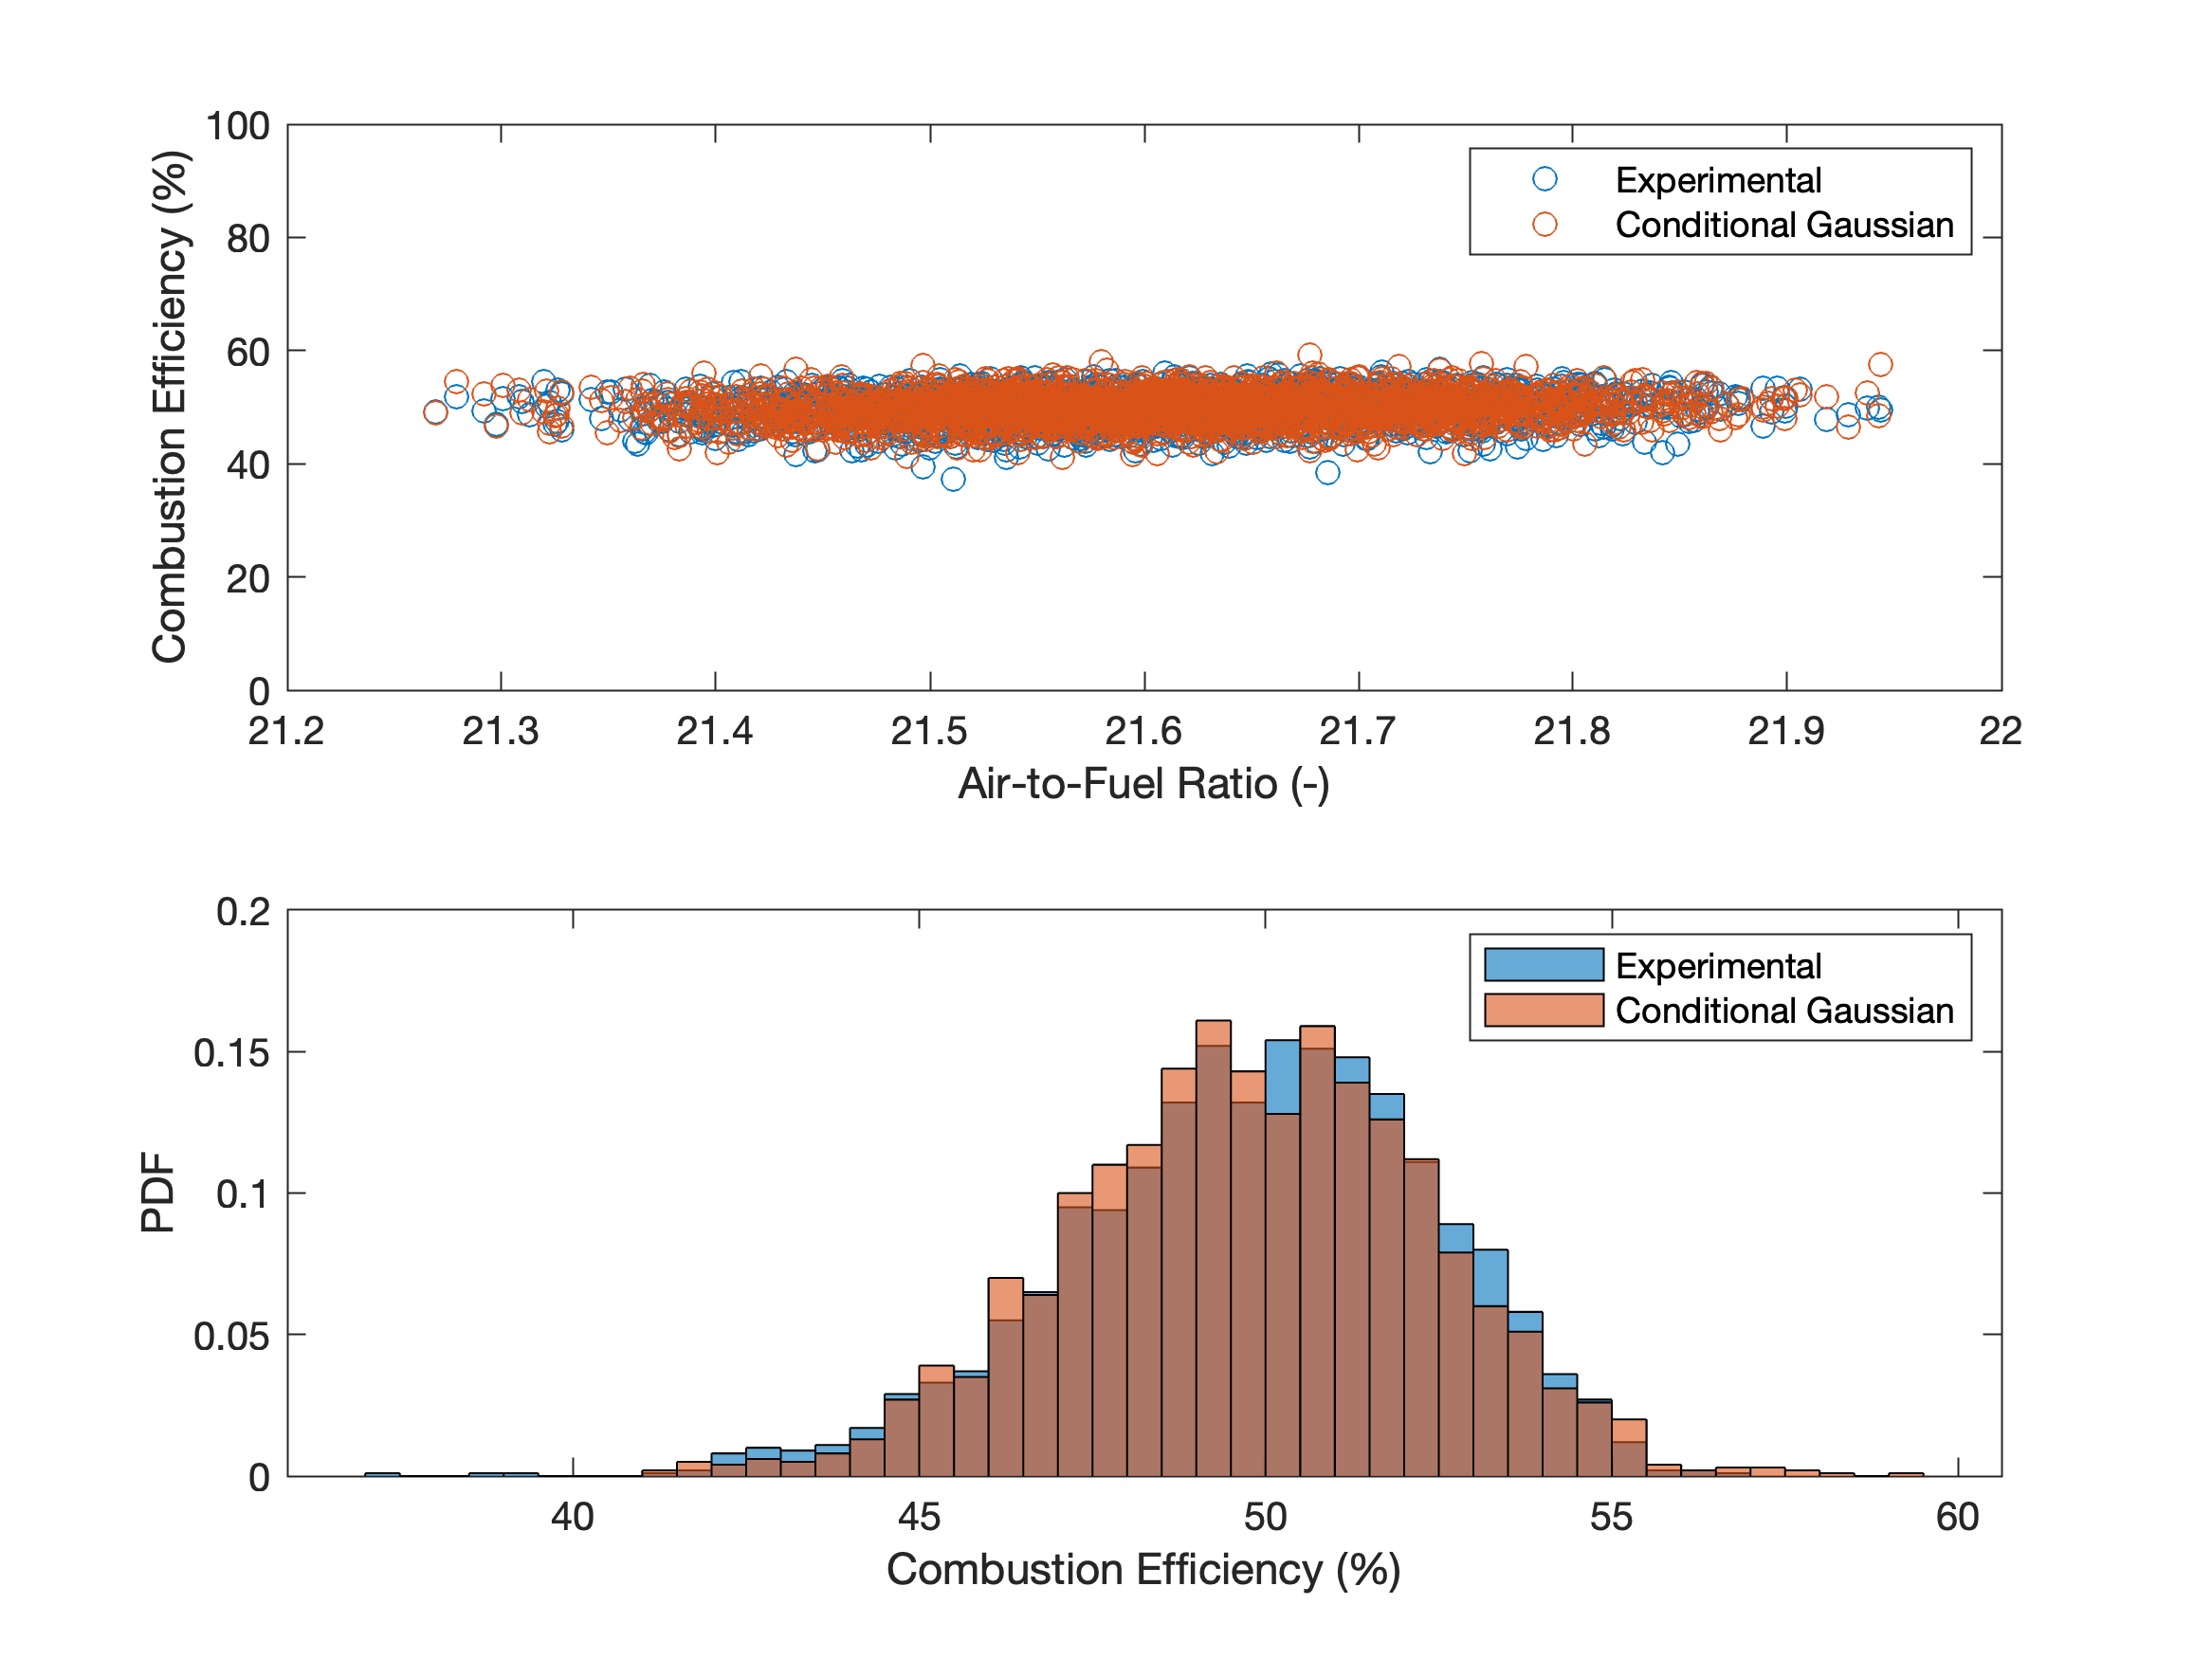 100
80
60
40
20
0
Combustion Efficiency (%)
Experimental
Conditional Gaussian
21.2 21.3 21.4 21.5 21.6 21.7 21.8 21.9 22
Air-to-Fuel Ratio (-)
0.2
0.15
0.1
0.05
0
PDF
Experimental
Conditional Gaussian
40 45 50 55 60
Combustion Efficiency (%)